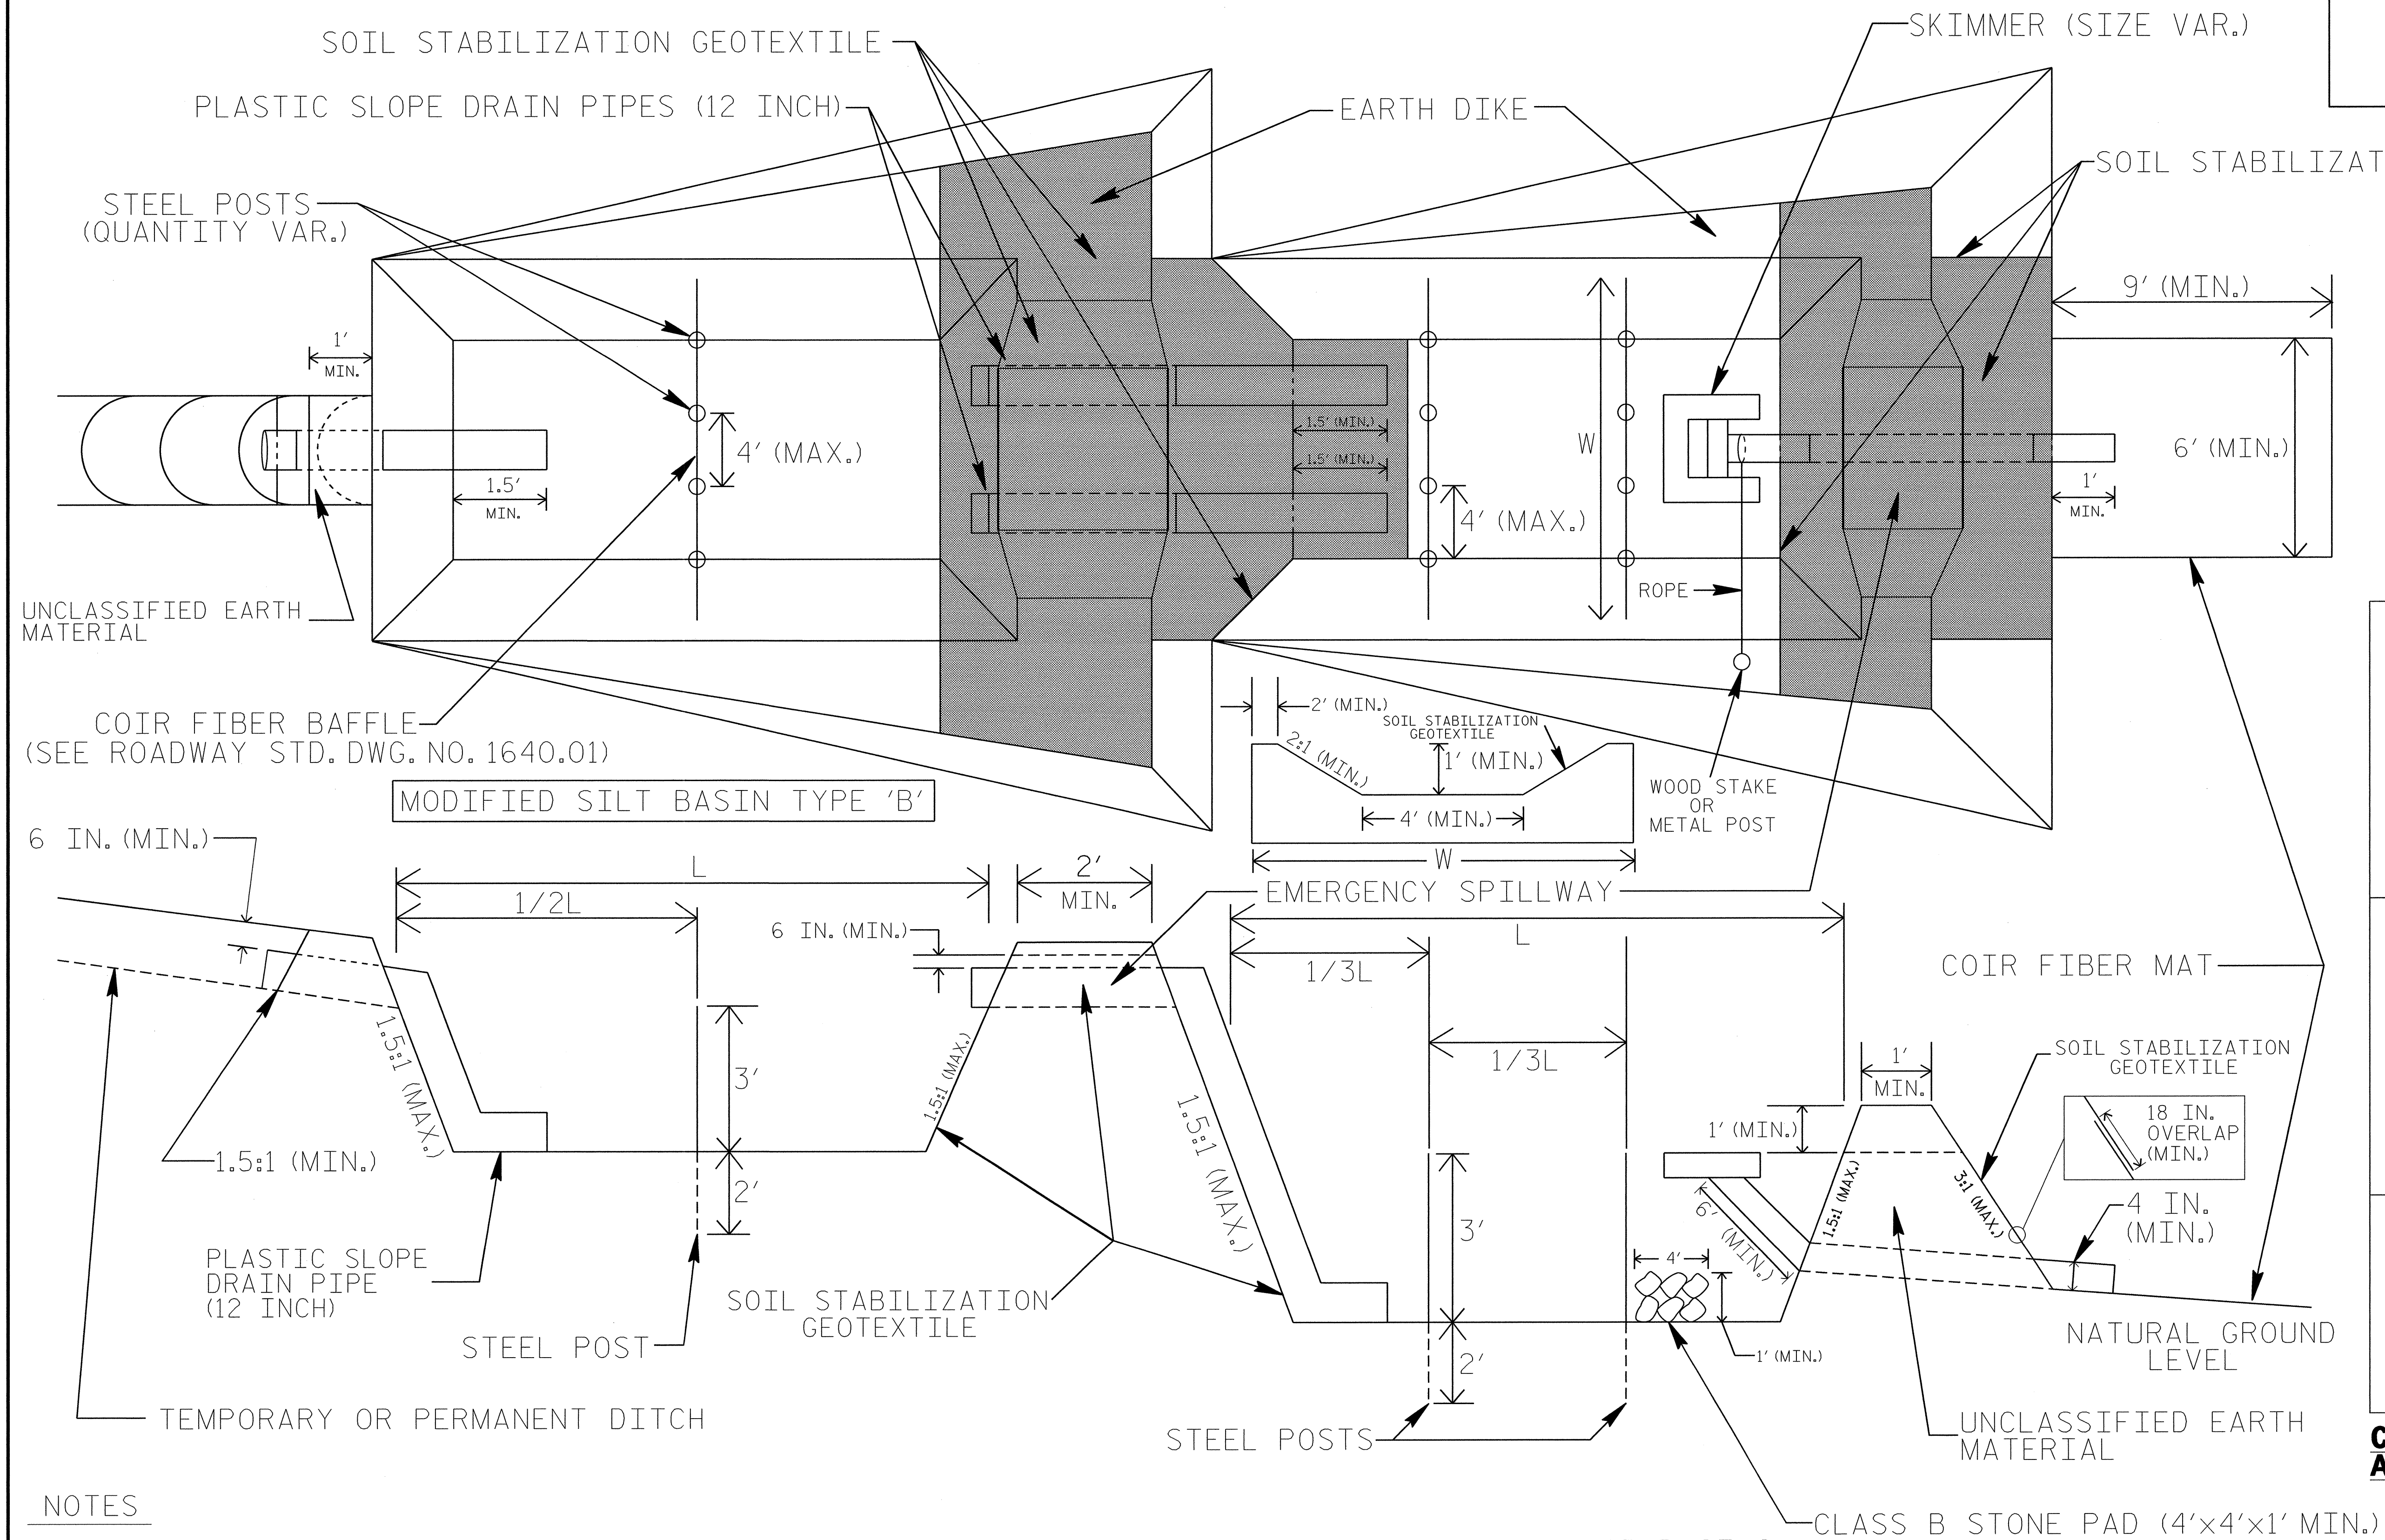 SOIL STABILIZATION GEOTEXTILE
SKIMMER (SIZE VAR.)
PLASTIC SLOPE DRAIN PIPES (12 INCH)
EARTH DIKE
SOIL STABILIZAT
STEEL POSTS
(QUANTITY VAR.)
9' (MIN.)
1'
MIN.
1.5'
MIN.
4' (MAX.)
1.5' (MIN.)
1.5' (MIN.)
4' (MAX.)
W
6' (MIN.)
1'
MIN.
ROPE
UNCLASSIFIED EARTH
MATERIAL
COIR FIBER BAFFLE
(SEE ROADWAY STD. DWG. NO. 1640.01)
2' (MIN.)
SOIL STABILIZATION
GEOTEXTILE
2:1 (MIN.)
1' (MIN.)
4' (MIN.)
W
WOOD STAKE
OR
METAL POST
MODIFIED SILT BASIN TYPE 'B'
6 IN. (MIN.)
L
2'
MIN.
EMERGENCY SPILLWAY
1/2L
6 IN. (MIN.)
L
1/3L
COIR FIBER MAT
1.5:1 (MAX.)
1.5:1 (MAX.)
3'
1/3L
1'
MIN.
SOIL STABILIZATION
GEOTEXTILE
18 IN.
OVERLAP
(MIN.)
1' (MIN.)
1.5:1 (MIN.)
2'
1.5:1 (MAX.)
3'
6' (MIN.)
1.5:1 (MAX.)
3:1 (MAX.)
4 IN.
(MIN.)
4'
PLASTIC SLOPE
DRAIN PIPE
(12 INCH)
SOIL STABILIZATION
GEOTEXTILE
STEEL POST
2'
1' (MIN.)
NATURAL GROUND
LEVEL
TEMPORARY OR PERMANENT DITCH
STEEL POSTS
UNCLASSIFIED EARTH
MATERIAL
C
A
NOTES
CLASS B STONE PAD (4'x4'x1' MIN.)